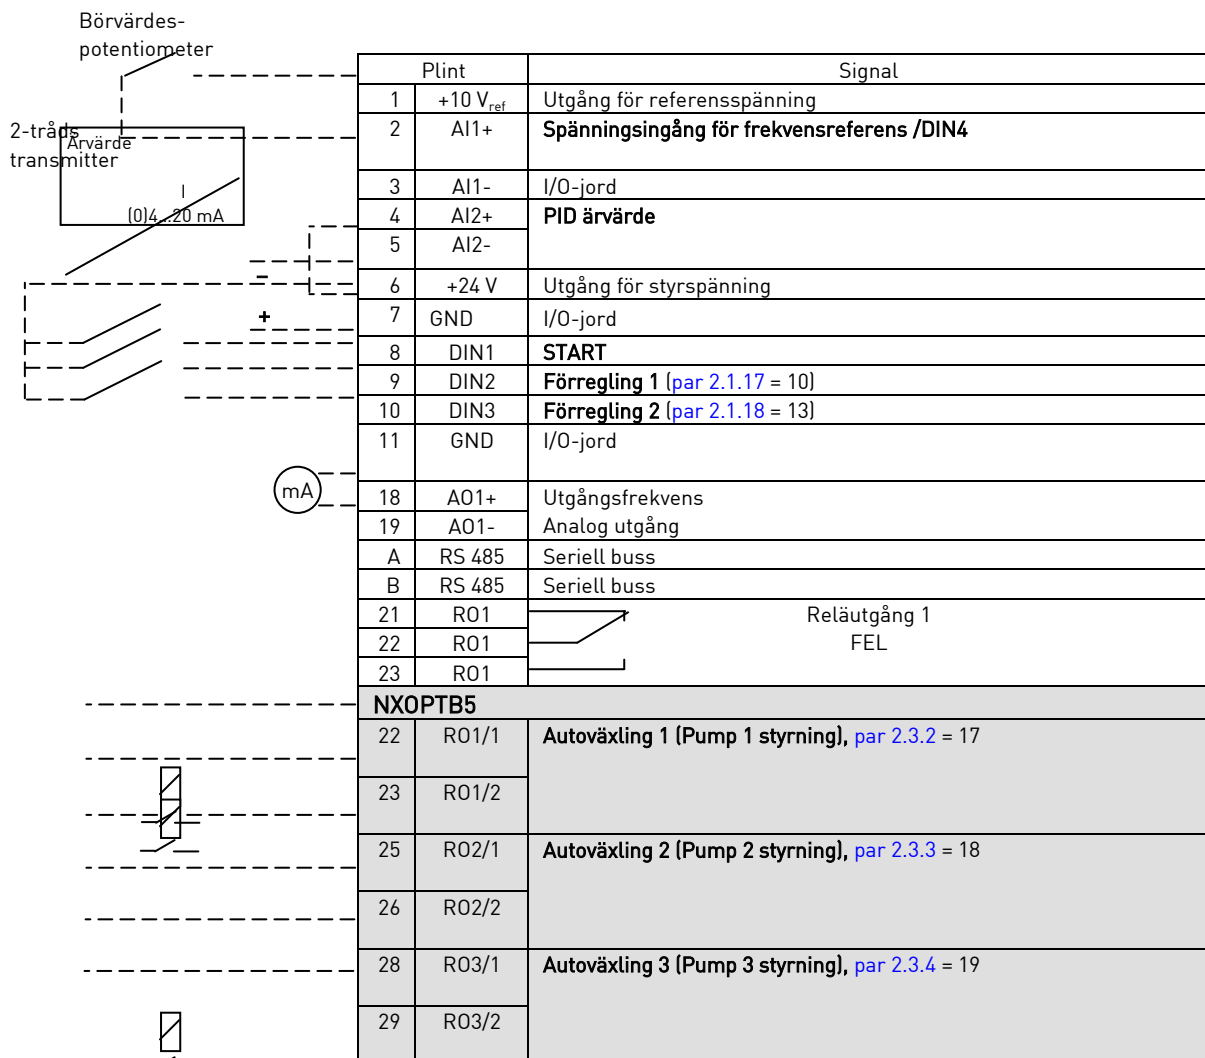 Börvärdes-
potentiometer
Plint Signal
1 +10 Vref Utgång för referensspänning
2-tråds
transmitter
Ärvärde
I
(0)4...20 mA
2 AI1+ Spänningsingång för frekvensreferens /DIN4
3 AI1- I/O-jord
4 AI2+ PID ärvärde
5 AI2-
–
6 +24 V Utgång för styrspänning
+
7 GND I/O-jord
8 DIN1 START
9 DIN2 Förregling 1 (par 2.1.17 = 10)
10 DIN3 Förregling 2 (par 2.1.18 = 13)
11 GND I/O-jord
mA
18 AO1+ Utgångsfrekvens
19 AO1- Analog utgång
A RS 485 Seriell buss
B RS 485 Seriell buss
21 RO1 Reläutgång 1
22 RO1 FEL
23 RO1
NXOPTB5
22 RO1/1 Autoväxling 1 (Pump 1 styrning), par 2.3.2 = 17
23 RO1/2
25 RO2/1 Autoväxling 2 (Pump 2 styrning), par 2.3.3 = 18
26 RO2/2
28 RO3/1 Autoväxling 3 (Pump 3 styrning), par 2.3.4 = 19
29 RO3/2